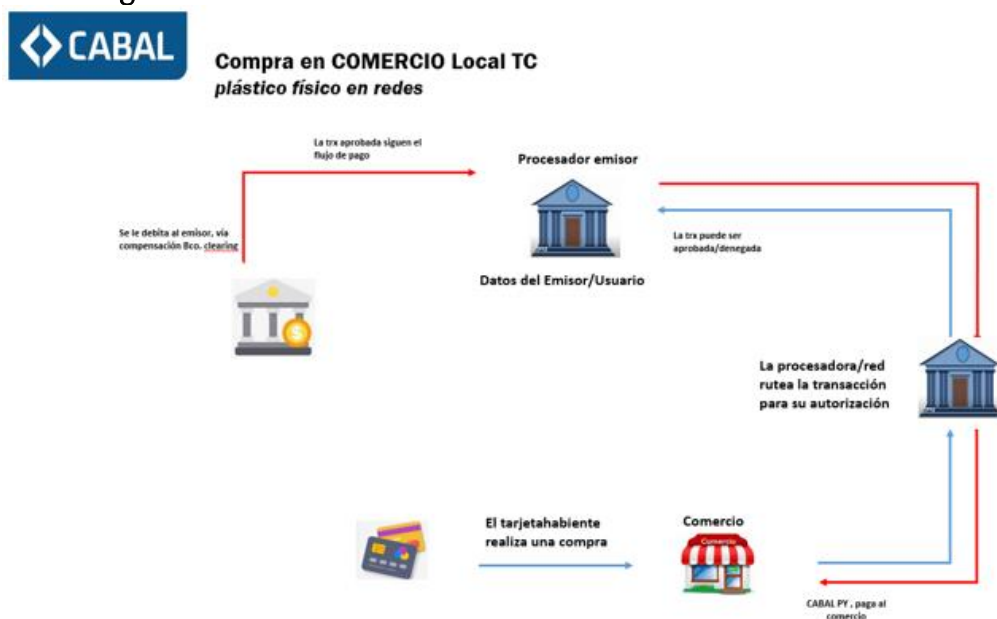 CABAL
Compra en COMERCIO Local TC
plástico físico en redes
La trx aprobada siguen el
flujo de pago
Procesador emisor
Se le debita al emisor, vía
compensación Bco. clearing
La trx puede ser
aprobada/denegada
Datos del Emisor/Usuario
La procesadora/red
rutea la transacción
para su autorización
El tarjetahabiente
realiza una compra
Comercio
Comercio
CABAL PY , paga al
comercio